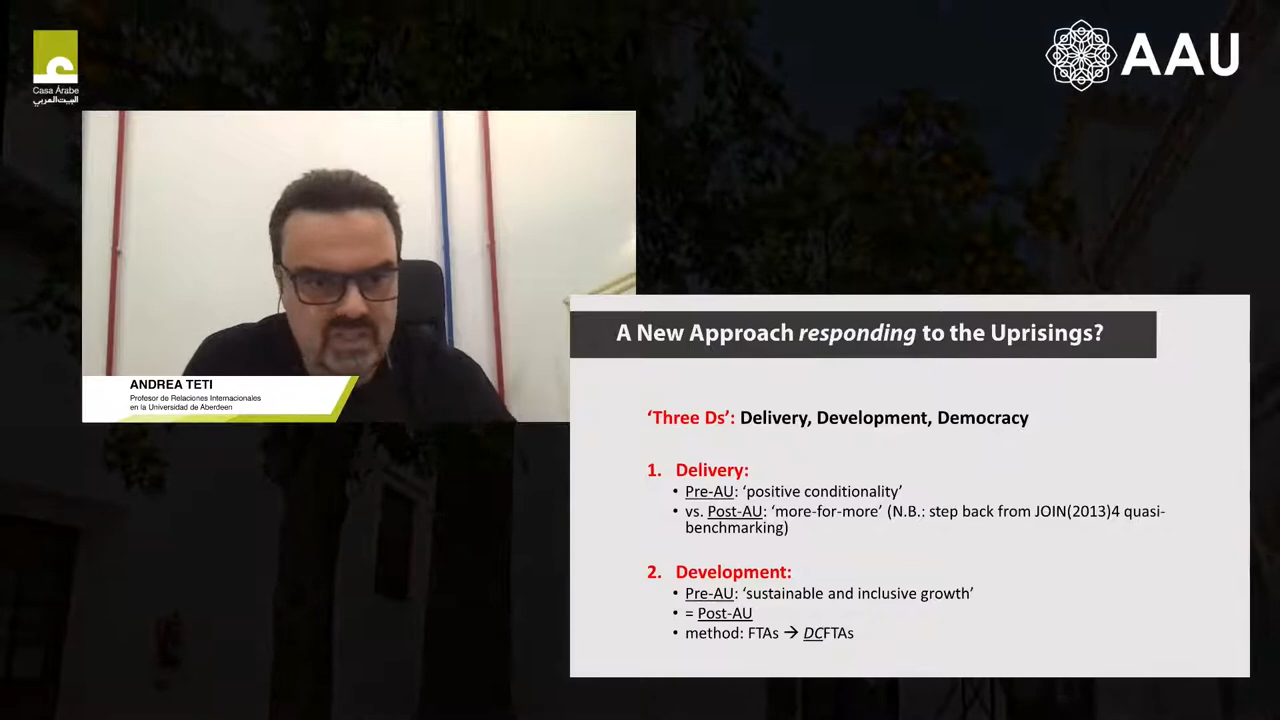 Casa Árabe
البيت العربي
AAU
ANDREA TETI
Profesor de Relaciones Internacionales
en la Universidad de Aberdeen
A New Approach responding to the Uprisings?
‘Three Ds’: Delivery, Development, Democracy
1. Delivery:
• Pre-AU: ‘positive conditionality’
• vs. Post-AU: ‘more-for-more’ (N.B.: step back from JOIN(2013)4 quasi-
benchmarking)
2. Development:
• Pre-AU: ‘sustainable and inclusive growth’
• = Post-AU
• method: FTAs → DCFTAs